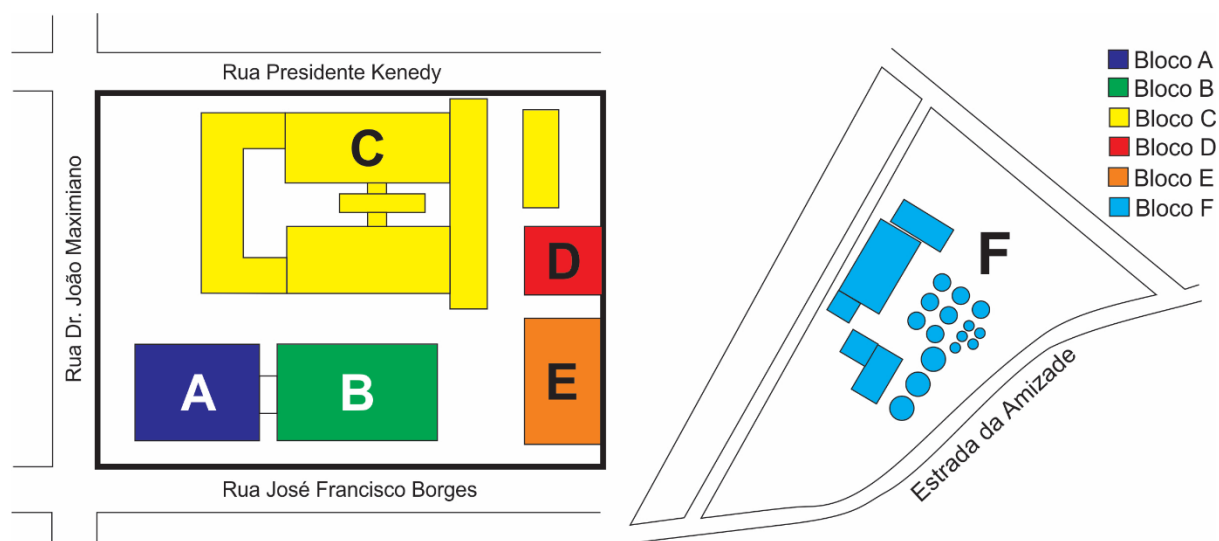 Rua Presidente Kenedy
Rua Dr. João Maximiano
C
D
A
B
E
Rua José Francisco Borges
F
Estrada da Amizade
Bloco A
Bloco B
Bloco C
Bloco D
Bloco E
Bloco F